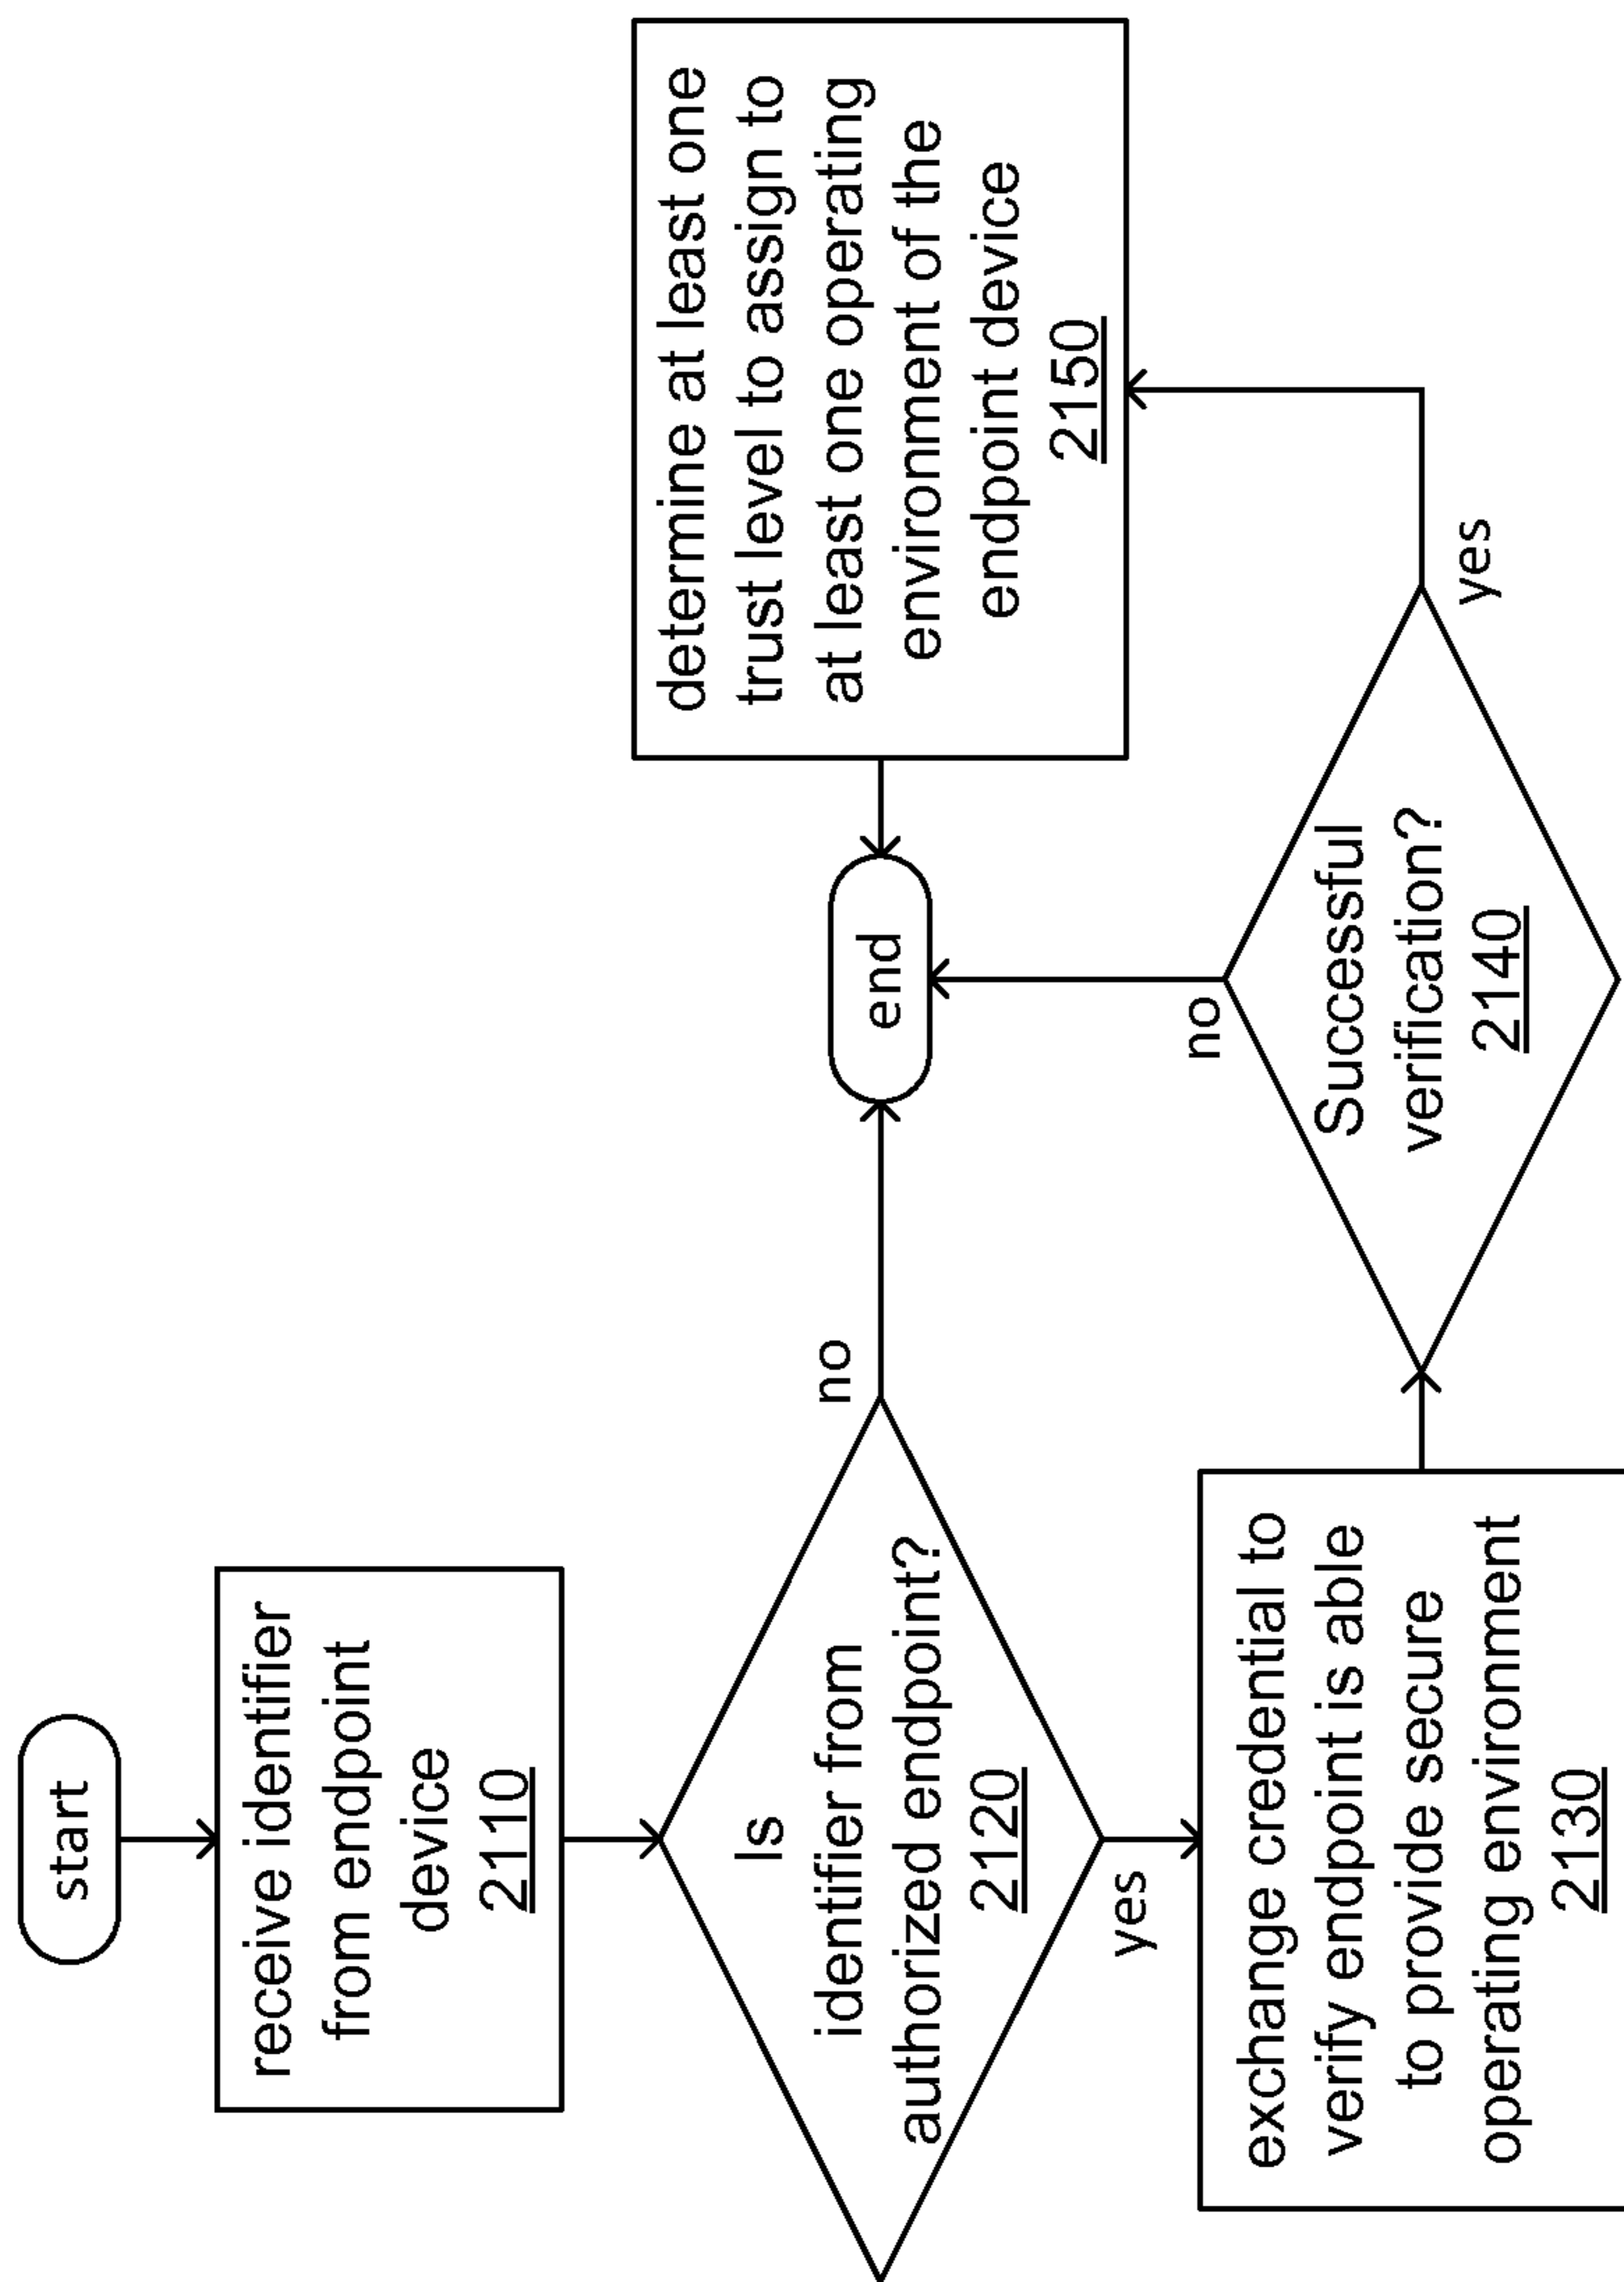 start
receive identifier
from endpoint
device
2110
Is
identifier from
authorized endpoint?
2120
no
yes
exchange credential to
verify endpoint is able
to provide secure
operating environment
2130
Successful
verification?
2140
no
yes
end
determine at least one
trust level to assign to
at least one operating
environment of the
endpoint device
2150